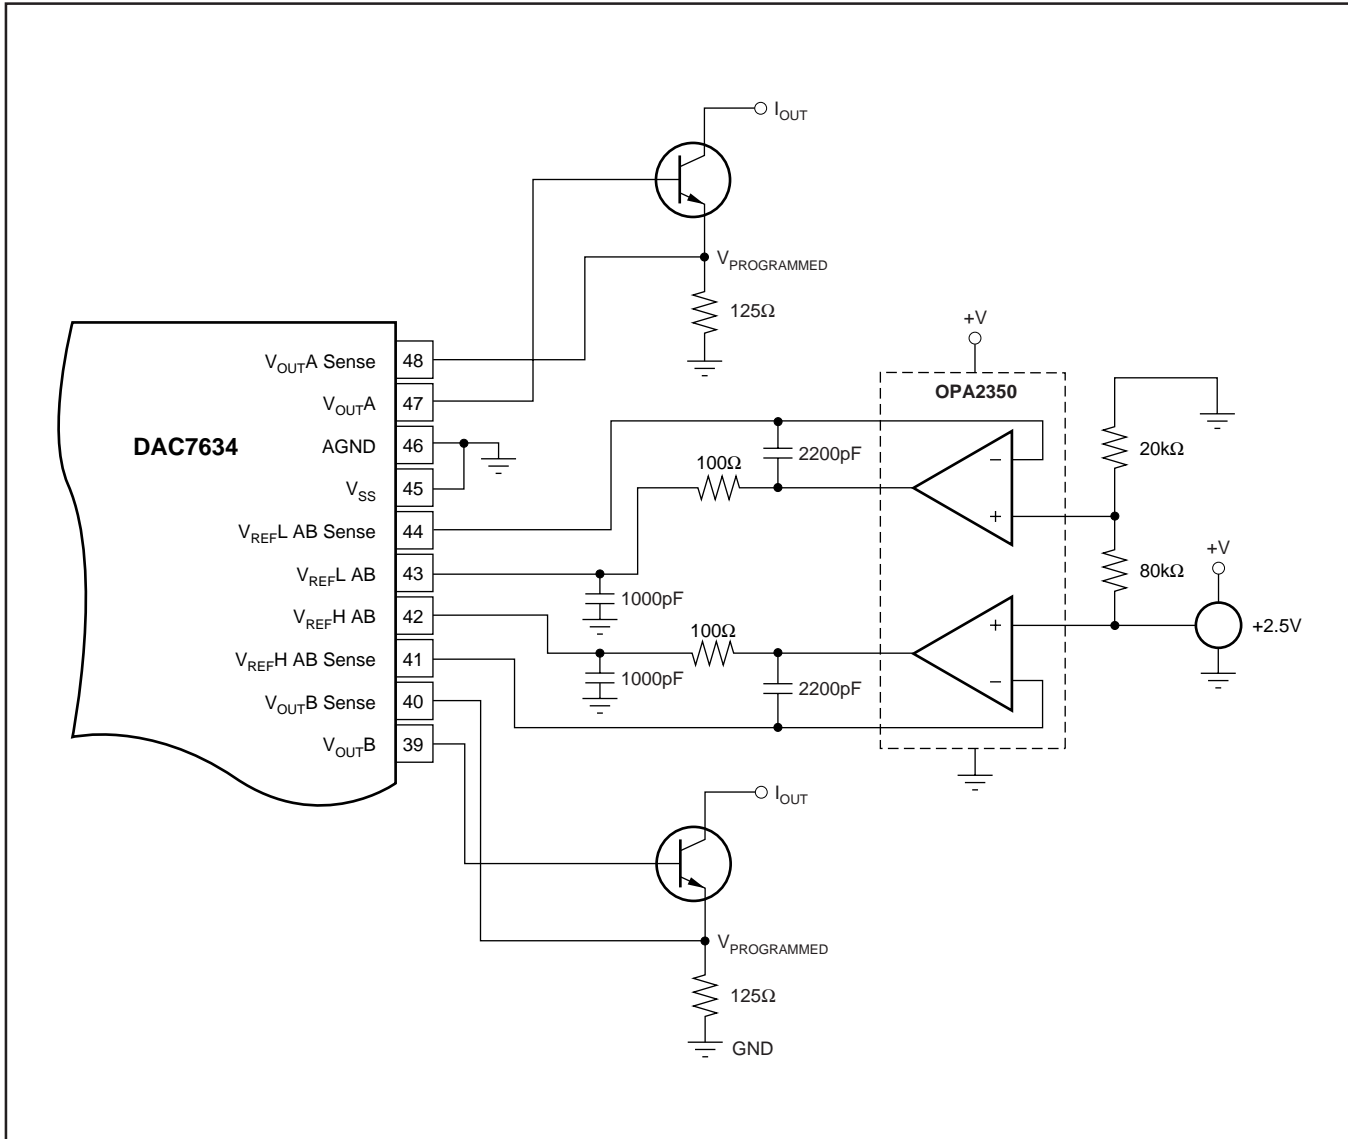 I_OUT
V_PROGRAMMED
125Ω
+V
OPA2350
V_OUTA Sense 48
V_OUTA 47
DAC7634
AGND 46
V_SS 45
V_REFL AB Sense 44
V_REFL AB 43
V_REFH AB 42
V_REFH AB Sense 41
V_OUTB Sense 40
V_OUTB 39
2200pF
100Ω
1000pF
100Ω
1000pF
2200pF
−
+
+
−
20kΩ
80kΩ
+V
+2.5V
I_OUT
V_PROGRAMMED
125Ω
GND